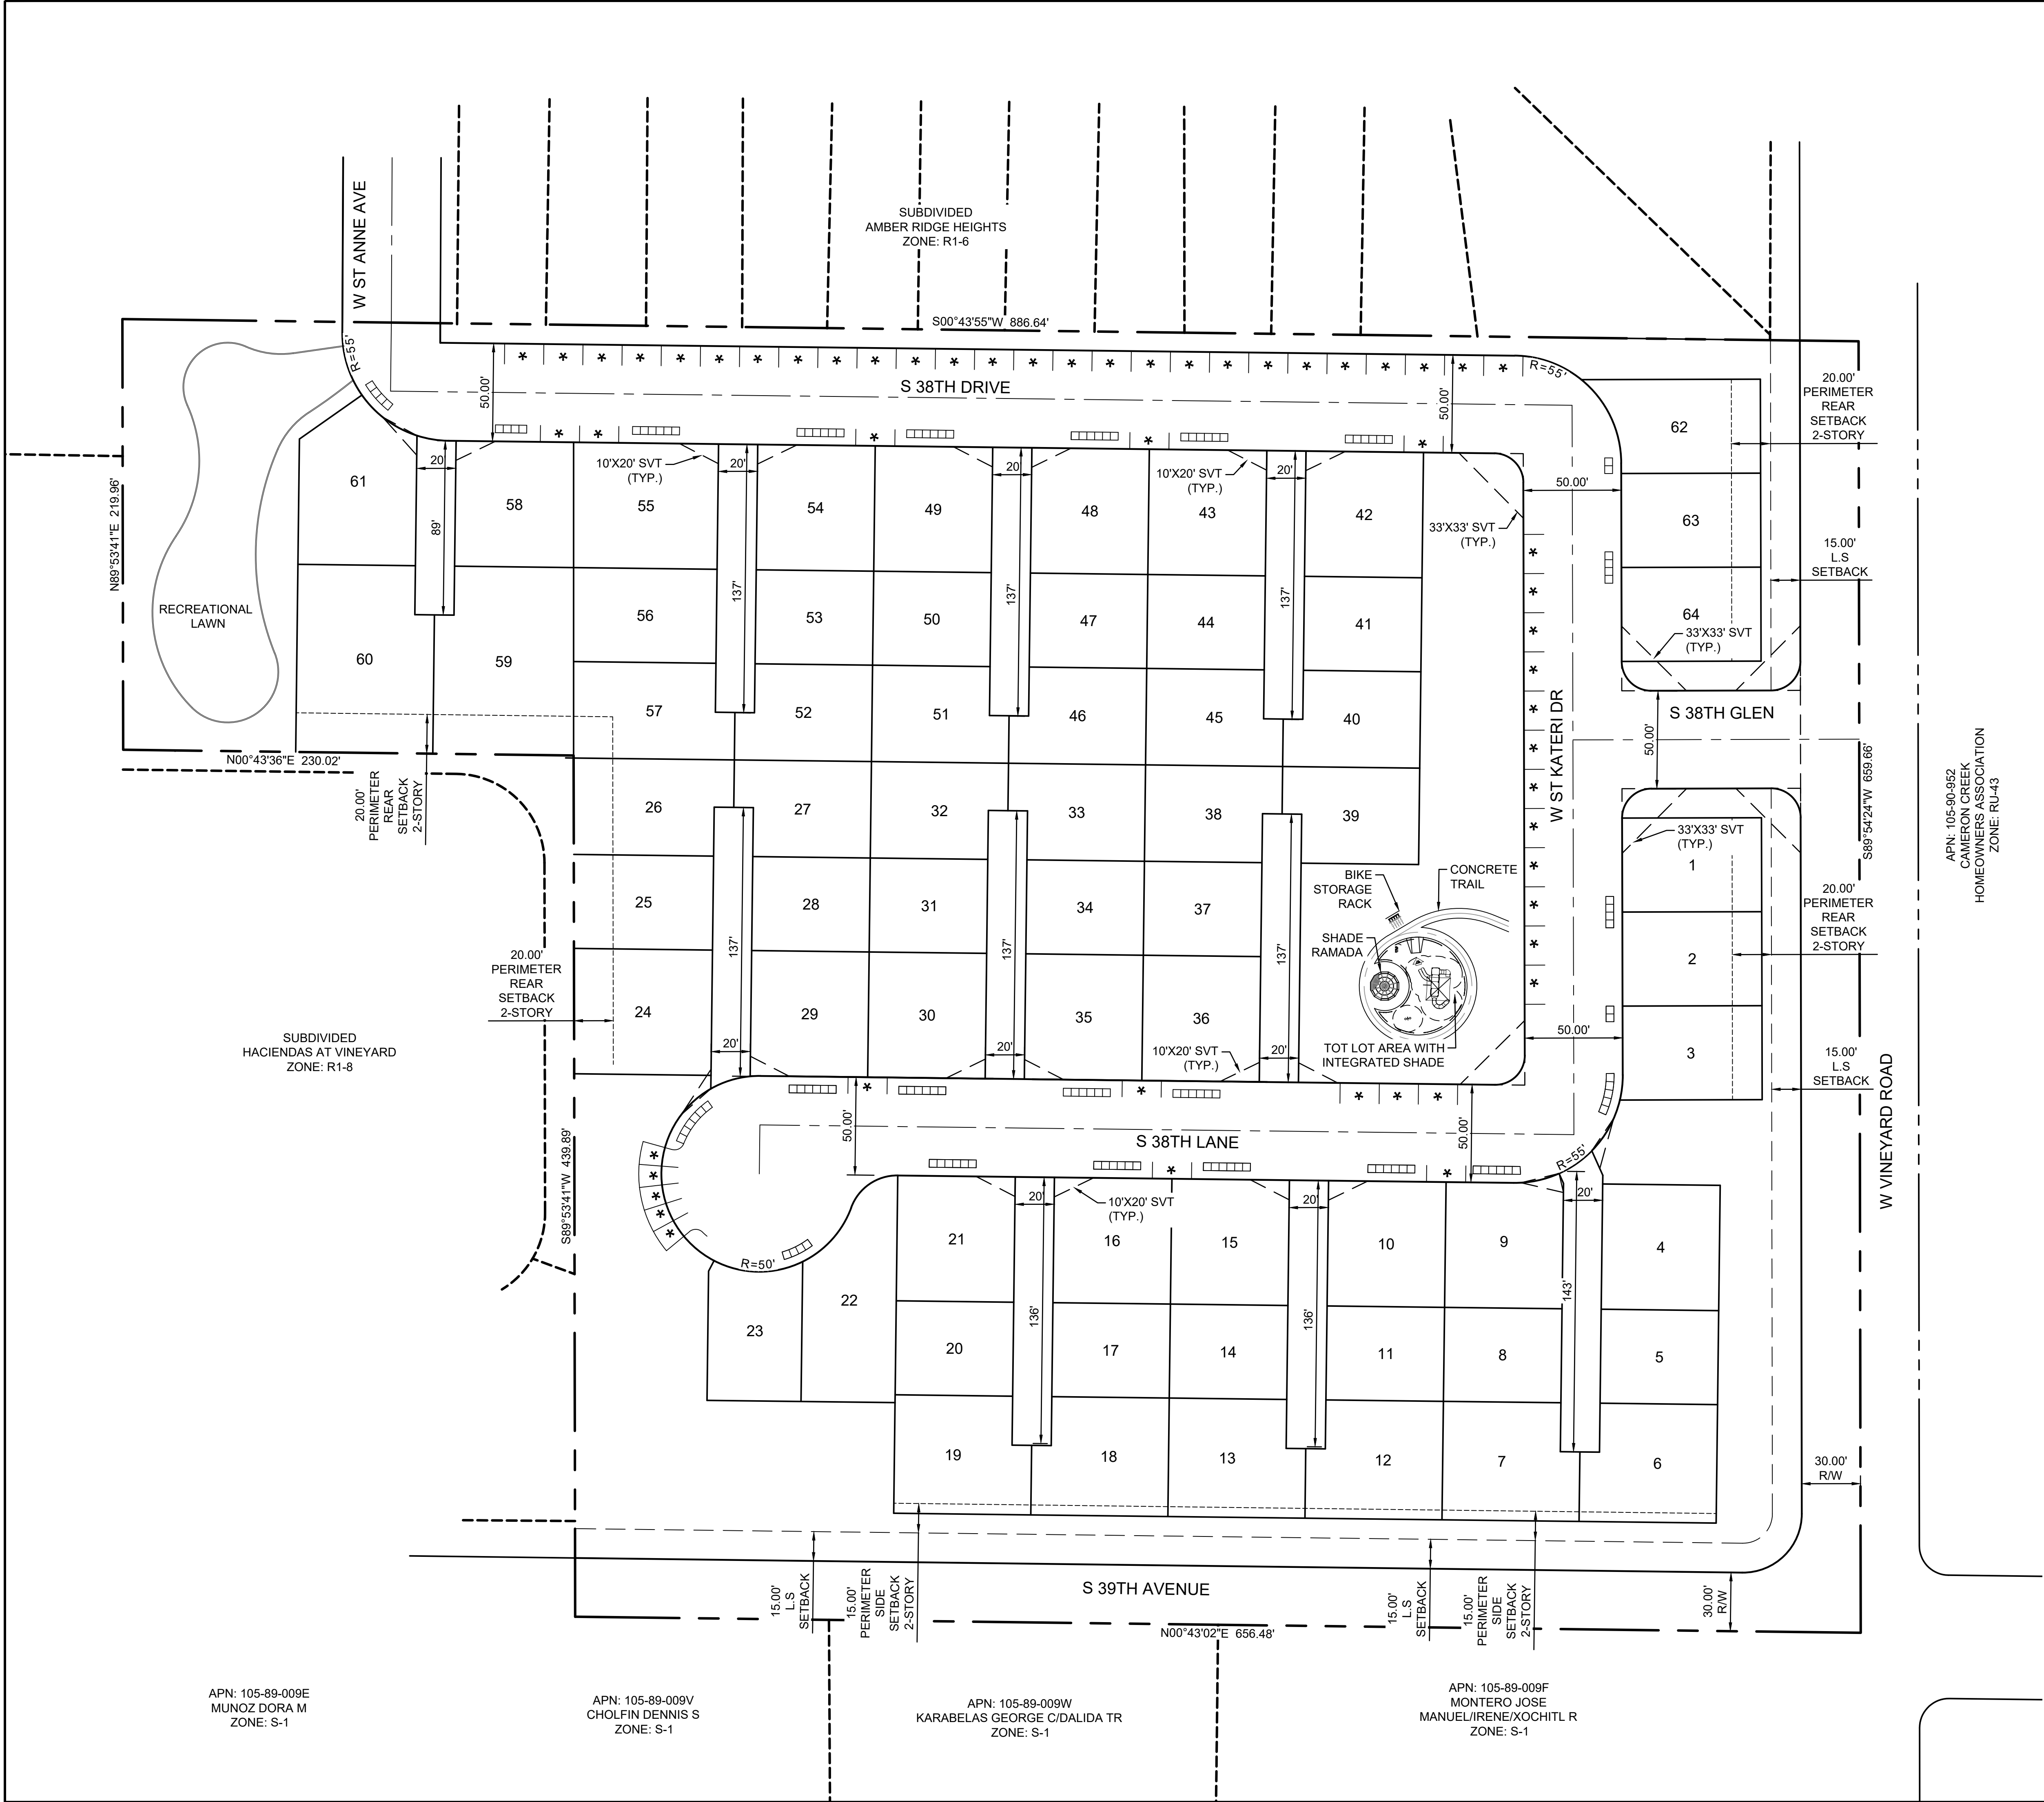 W ST ANNE AVE
SUBDIVIDED
AMBER RIDGE HEIGHTS
ZONE: R1-6
S00°43'55"W 886.64'
R=55'
50.00'
S 38TH DRIVE
50.00'
R=55'
20.00'
PERIMETER
REAR
SETBACK
2-STORY
62
61
20'
89'
58
10'X20' SVT
(TYP.)
55
20'
54
49
20'
48
10'X20' SVT
(TYP.)
43
20'
42
33'X33' SVT
(TYP.)
50.00'
63
15.00'
L.S
SETBACK
N89°53'41"E 219.96'
RECREATIONAL
LAWN
56
137'
53
50
137'
47
44
137'
41
64
33'X33' SVT
(TYP.)
60
59
57
52
51
46
45
40
W ST KATERI DR
50.00'
S 38TH GLEN
S89°54'24"W 659.66'
APN: 105-90-952
CAMERON CREEK
HOMEOWNERS ASSOCIATION
ZONE: RU-43
N00°43'36"E 230.02'
20.00'
PERIMETER
REAR
SETBACK
2-STORY
26
27
32
33
38
39
33'X33' SVT
(TYP.)
1
BIKE
STORAGE
RACK
CONCRETE
TRAIL
20.00'
PERIMETER
REAR
SETBACK
2-STORY
25
137'
28
31
137'
34
37
137'
SHADE
RAMADA
2
20.00'
PERIMETER
REAR
SETBACK
2-STORY
24
29
30
35
36
20'
20'
10'X20' SVT
(TYP.)
20'
TOT LOT AREA WITH
INTEGRATED SHADE
50.00'
3
15.00'
L.S
SETBACK
SUBDIVIDED
HACIENDAS AT VINEYARD
ZONE: R1-8
W VINEYARD ROAD
50.00'
S 38TH LANE
50.00'
R=55'
S89°53'41"W 439.89'
R=50'
20'
10'X20' SVT
(TYP.)
20'
20'
21
16
15
10
9
4
23
22
136'
136'
143'
20
17
14
11
8
5
19
18
13
12
7
6
30.00'
R/W
15.00'
L.S
SETBACK
15.00'
PERIMETER
SIDE
SETBACK
2-STORY
S 39TH AVENUE
15.00'
L.S
SETBACK
15.00'
PERIMETER
SIDE
SETBACK
2-STORY
30.00'
R/W
N00°43'02"E 656.48'
APN: 105-89-009E
MUNOZ DORA M
ZONE: S-1
APN: 105-89-009V
CHOLFIN DENNIS S
ZONE: S-1
APN: 105-89-009W
KARABELAS GEORGE C/DALIDA TR
ZONE: S-1
APN: 105-89-009F
MONTERO JOSE
MANUEL/IRENE/XOCHITL R
ZONE: S-1